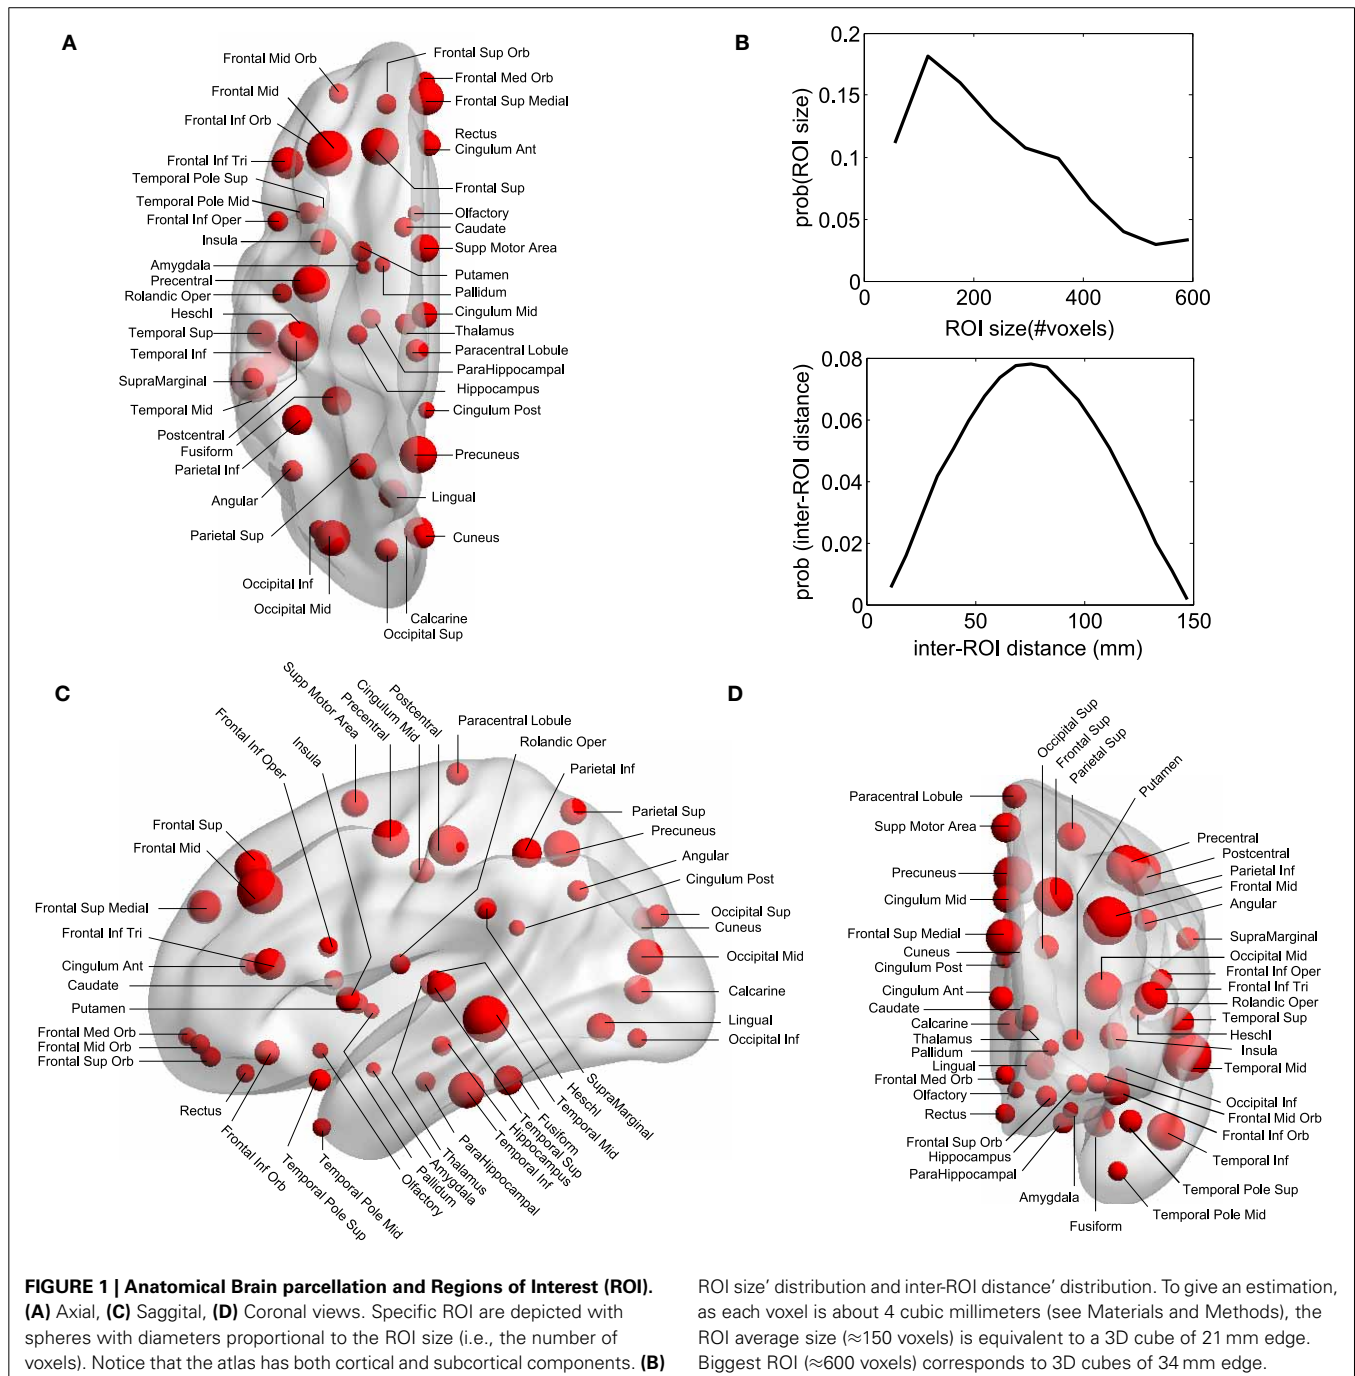 A
Frontal Sup Orb
Frontal Mid Orb
Frontal Med Orb
Frontal Mid
Frontal Sup Medial
Frontal Inf Orb
Rectus
Cingulum Ant
Frontal Inf Tri
Temporal Pole Sup
Frontal Sup
Temporal Pole Mid
Olfactory
Frontal Inf Oper
Caudate
Insula
Supp Motor Area
Amygdala
Putamen
Precentral
Pallidum
Rolandic Oper
Heschl
Cingulum Mid
Temporal Sup
Thalamus
Temporal Inf
Paracentral Lobule
ParaHippocampal
SupraMarginal
Hippocampus
Temporal Mid
Cingulum Post
Postcentral
Fusiform
Precuneus
Parietal Inf
Angular
Lingual
Parietal Sup
Cuneus
Occipital Inf
Occipital Mid
Calcarine
Occipital Sup
B
prob(ROI size)
0.2
0.15
0.1
0.05
0
0
200
400
600
ROI size(#voxels)
prob (inter-ROI distance)
0.08
0.06
0.04
0.02
0
0
50
100
150
inter-ROI distance (mm)
C
Frontal Inf Oper
Insula
Supp Motor Area
Precentral
Cingulum Mid
Postcentral
Paracentral Lobule
Rolandic Oper
Parietal Inf
Parietal Sup
Precuneus
Angular
Cingulum Post
Occipital Sup
Cuneus
Occipital Mid
Calcarine
Lingual
Occipital Inf
Frontal Sup
Frontal Mid
Frontal Sup Medial
Frontal Inf Tri
Cingulum Ant
Caudate
Putamen
Frontal Med Orb
Frontal Mid Orb
Frontal Sup Orb
Rectus
Frontal Inf Orb
Temporal Pole Sup
Temporal Pole Mid
Olfactory
Pallidum
Amygdala
Thalamus
ParaHippocampal
Temporal Inf
Hippocampus
Temporal Sup
Fusiform
Temporal Mid
Heschl
SupraMarginal
D
Occipital Sup
Frontal Sup
Parietal Sup
Putamen
Paracentral Lobule
Supp Motor Area
Precuneus
Cingulum Mid
Frontal Sup Medial
Cuneus
Cingulum Post
Cingulum Ant
Caudate
Calcarine
Thalamus
Pallidum
Lingual
Frontal Med Orb
Olfactory
Rectus
Frontal Sup Orb
Hippocampus
ParaHippocampal
Amygdala
Fusiform
Precentral
Postcentral
Parietal Inf
Frontal Mid
Angular
SupraMarginal
Occipital Mid
Frontal Inf Oper
Frontal Inf Tri
Rolandic Oper
Temporal Sup
Heschl
Insula
Temporal Mid
Occipital Inf
Frontal Mid Orb
Frontal Inf Orb
Temporal Inf
Temporal Pole Sup
Temporal Pole Mid
FIGURE 1 | Anatomical Brain parcellation and Regions of Interest (ROI).
(A) Axial, (C) Saggital, (D) Coronal views. Specific ROI are depicted with
spheres with diameters proportional to the ROI size (i.e., the number of
voxels). Notice that the atlas has both cortical and subcortical components. (B)
ROI size' distribution and inter-ROI distance' distribution. To give an estimation,
as each voxel is about 4 cubic millimeters (see Materials and Methods), the
ROI average size (≈150 voxels) is equivalent to a 3D cube of 21 mm edge.
Biggest ROI (≈600 voxels) corresponds to 3D cubes of 34 mm edge.